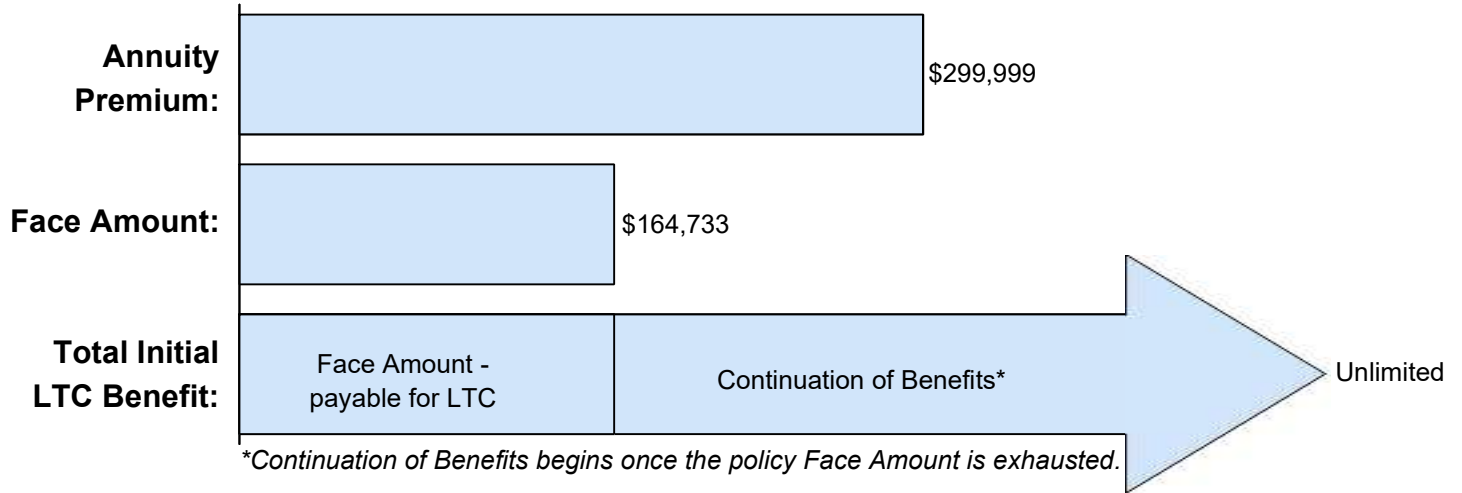 Annuity
Premium:
$299,999
Face Amount:
$164,733
Total Initial
LTC Benefit:
Face Amount -
payable for LTC
Continuation of Benefits*
Unlimited
*Continuation of Benefits begins once the policy Face Amount is exhausted.